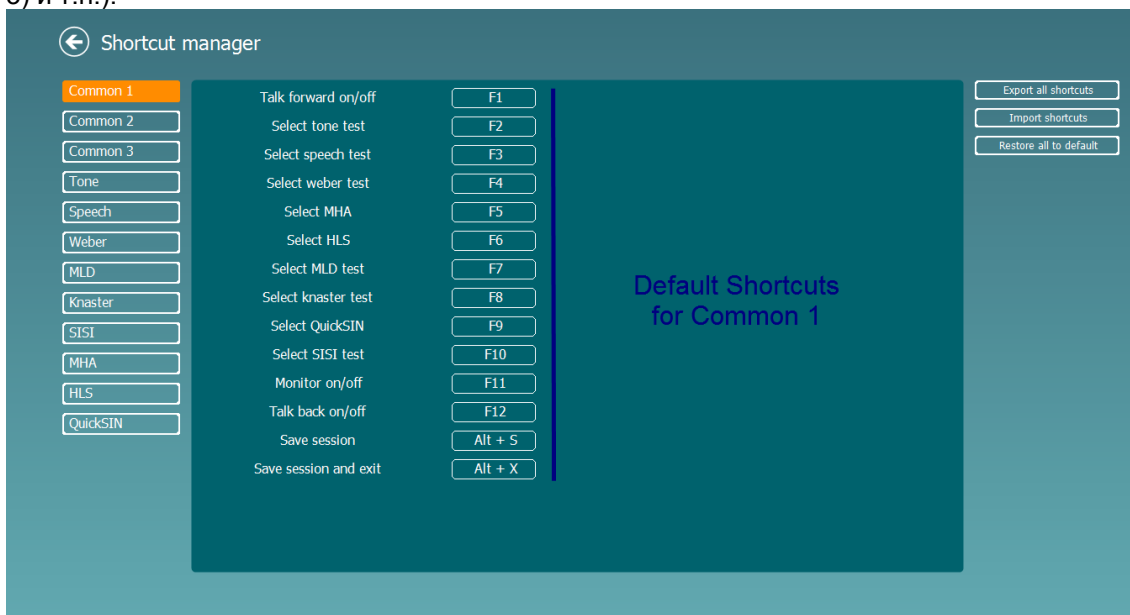 3) и т.п.).
Shortcut manager
Common 1
Common 2
Common 3
Tone
Speech
Weber
MLD
Knaster
SISI
MHA
HLS
QuickSIN
Talk forward on/off F1
Select tone test F2
Select speech test F3
Select weber test F4
Select MHA F5
Select HLS F6
Select MLD test F7
Select knaster test F8
Select QuickSIN F9
Select SISI test F10
Monitor on/off F11
Talk back on/off F12
Save session Alt + S
Save session and exit Alt + X
Default Shortcuts
for Common 1
Export all shortcuts
Import shortcuts
Restore all to default